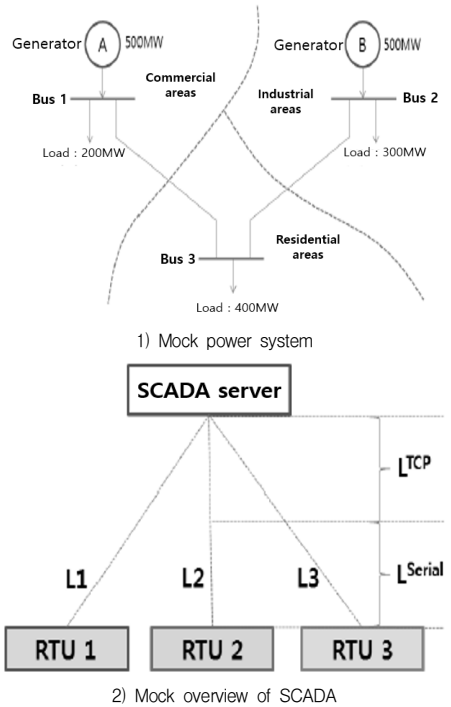 Generator A 500MW
Generator B 500MW
Commercial areas
Industrial areas
Bus 1
Bus 2
Load : 200MW
Load : 300MW
Residential areas
Bus 3
Load : 400MW
1) Mock power system
SCADA server
L^TCP
L1
L2
L3
L^Serial
RTU 1
RTU 2
RTU 3
2) Mock overview of SCADA